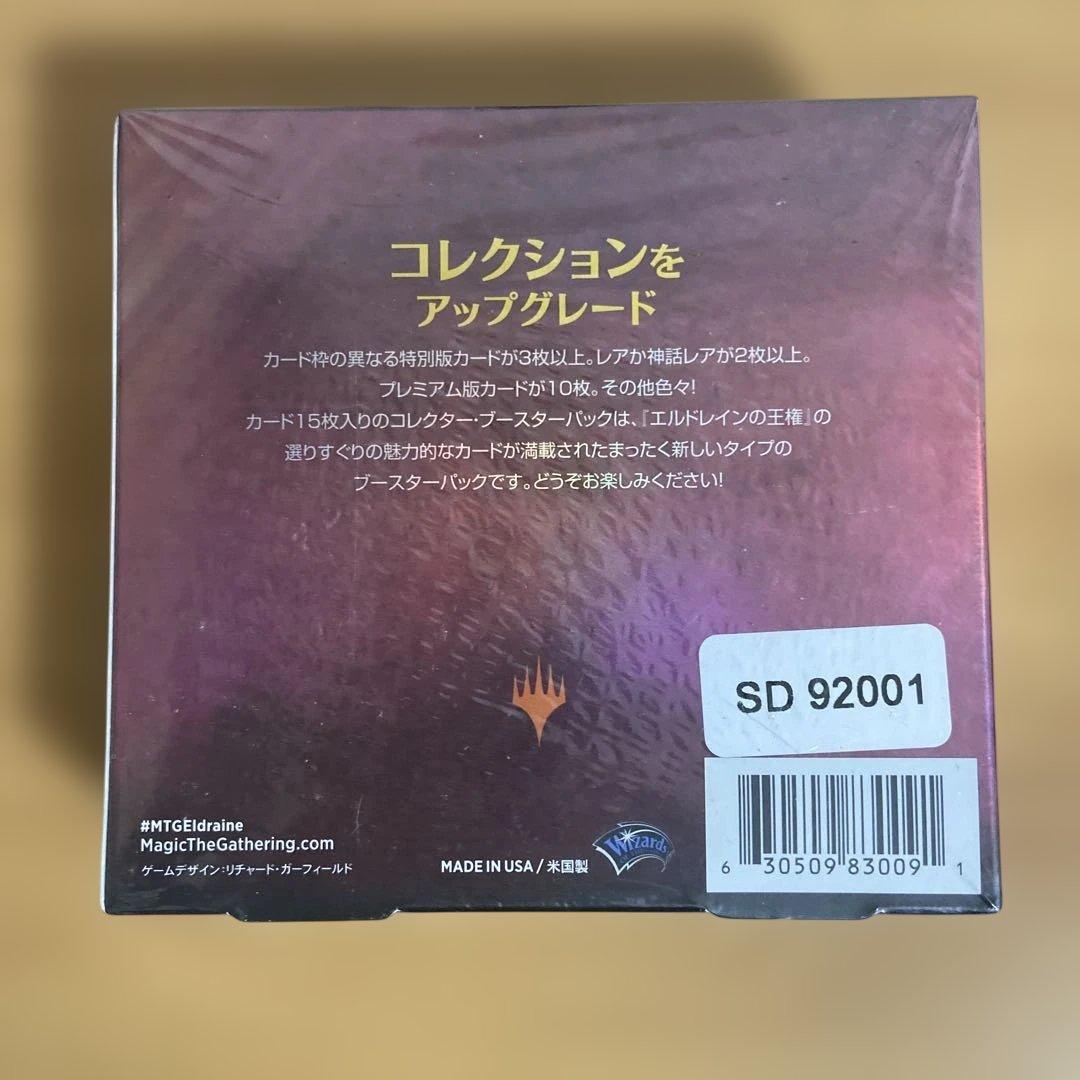 コレクションを
アップグレード
カード枠の異なる特別版カードが3枚以上。レアか神話レアが2枚以上。
プレミアム版カードが10枚。その他色々!
カード15枚入りのコレクター・ブースターパックは、『エルドレインの王権』の
選りすぐりの魅力的なカードが満載されたまったく新しいタイプの
ブースターパックです。どうぞお楽しみください!
SD 92001
#MTGEldraine
MagicTheGathering.com
ゲームデザイン:リチャード・ガーフィールド
MADE IN USA / 米国製
Wizards
6 30509 83009 1